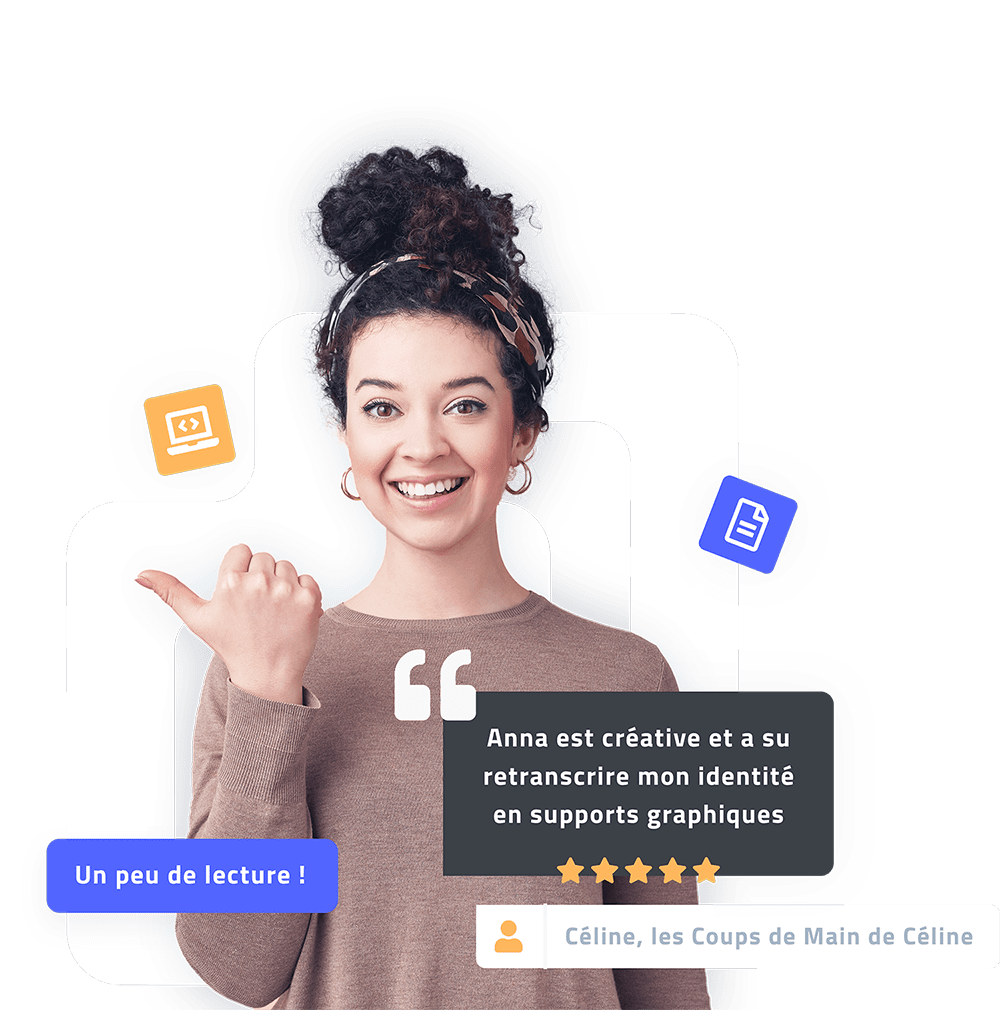 Anna est créative et a su
retranscrire mon identité
en supports graphiques
Un peu de lecture !
Céline, les Coups de Main de Céline